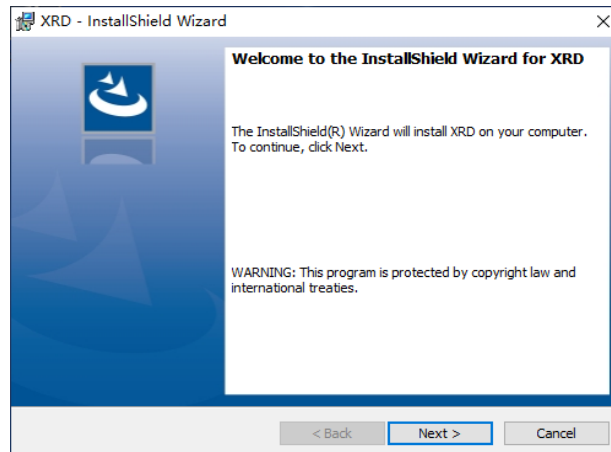 XRD - InstallShield Wizard
Welcome to the InstallShield Wizard for XRD
The InstallShield(R) Wizard will install XRD on your computer.
To continue, click Next.
WARNING: This program is protected by copyright law and
international treaties.
< Back
Next >
Cancel